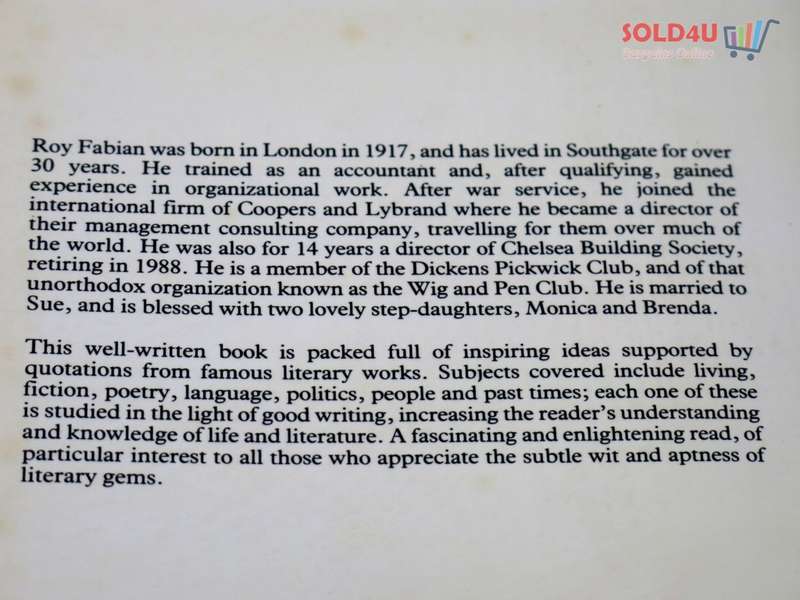 SOLD4U
Bargains Online
Roy Fabian was born in London in 1917, and has lived in Southgate for over
30 years. He trained as an accountant and, after qualifying, gained
experience in organizational work. After war service, he joined the
international firm of Coopers and Lybrand where he became a director of
their management consulting company, travelling for them over much of
the world. He was also for 14 years a director of Chelsea Building Society,
retiring in 1988. He is a member of the Dickens Pickwick Club, and of that
unorthodox organization known as the Wig and Pen Club. He is married to
Sue, and is blessed with two lovely step-daughters, Monica and Brenda.
This well-written book is packed full of inspiring ideas supported by
quotations from famous literary works. Subjects covered include living,
fiction, poetry, language, politics, people and past times; each one of these
is studied in the light of good writing, increasing the reader's understanding
and knowledge of life and literature. A fascinating and enlightening read, of
particular interest to all those who appreciate the subtle wit and aptness of
literary gems.